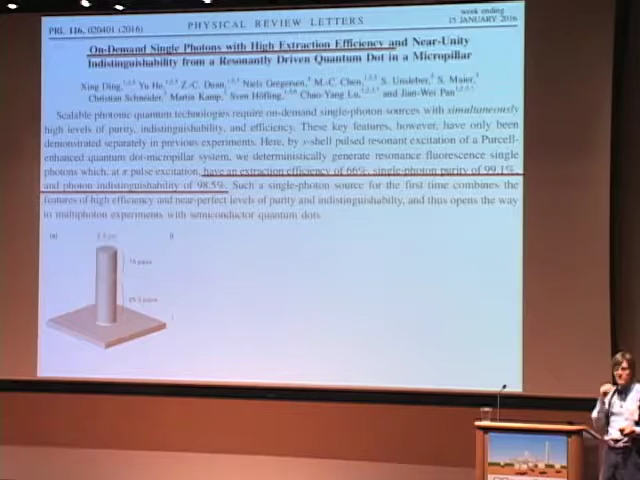 PRL 116, 020401 (2016)
PHYSICAL REVIEW LETTERS
week ending
15 JANUARY 2016
On-Demand Single Photons with High Extraction Efficiency and Near-Unity
Indistinguishability from a Resonantly Driven Quantum Dot in a Micropillar
Xing Ding, Yu He, Z.-C. Duan, Niels Gregersen, M.-C. Chen, S. Unsleber, S. Maier,
Christian Schneider, Martin Kamp, Sven Höfling, Chao-Yang Lu, and Jian-Wei Pan
Scalable photonic quantum technologies require on-demand single-photon sources with simultaneously
high levels of purity, indistinguishability, and efficiency. These key features, however, have only been
demonstrated separately in previous experiments. Here, by s-shell pulsed resonant excitation of a Purcell-
enhanced quantum dot-micropillar system, we deterministically generate resonance fluorescence single
photons which, at π pulse excitation, have an extraction efficiency of 66%, single-photon purity of 99.1%,
and photon indistinguishability of 98.5%. Such a single-photon source for the first time combines the
features of high efficiency and near-perfect levels of purity and indistinguishabilty, and thus opens the way
to multiphoton experiments with semiconductor quantum dots.
(a)